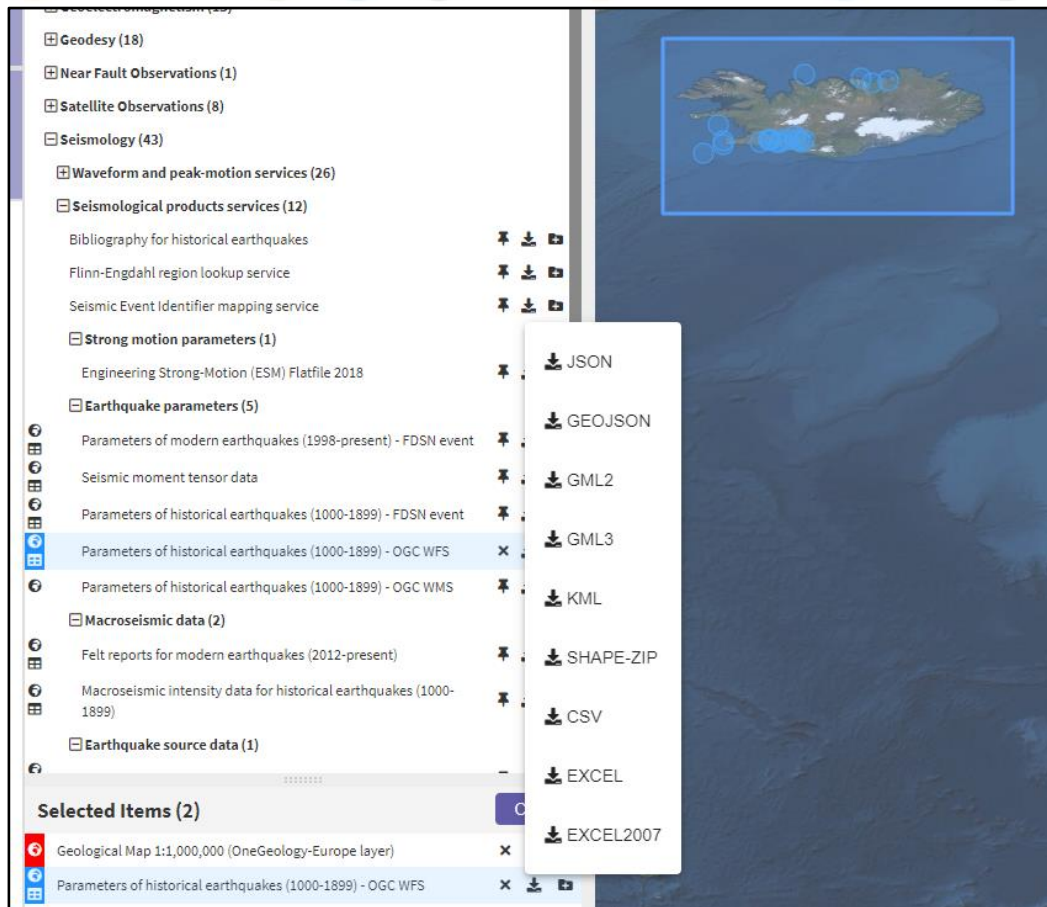 Geodesy (18)
Near Fault Observations (1)
Satellite Observations (8)
Seismology (43)
Waveform and peak-motion services (26)
Seismological products services (12)
Bibliography for historical earthquakes
Flinn-Engdahl region lookup service
Seismic Event Identifier mapping service
Strong motion parameters (1)
Engineering Strong-Motion (ESM) Flatfile 2018
Earthquake parameters (5)
Parameters of modern earthquakes (1998-present) - FDSN event
Seismic moment tensor data
Parameters of historical earthquakes (1000-1899) - FDSN event
Parameters of historical earthquakes (1000-1899) - OGC WFS
Parameters of historical earthquakes (1000-1899) - OGC WMS
Macroseismic data (2)
Felt reports for modern earthquakes (2012-present)
Macroseismic intensity data for historical earthquakes (1000-
1899)
Earthquake source data (1)
Selected Items (2)
Geological Map 1:1,000,000 (OneGeology-Europe layer)
Parameters of historical earthquakes (1000-1899) - OGC WFS
JSON
GEOJSON
GML2
GML3
KML
SHAPE-ZIP
CSV
EXCEL
EXCEL2007